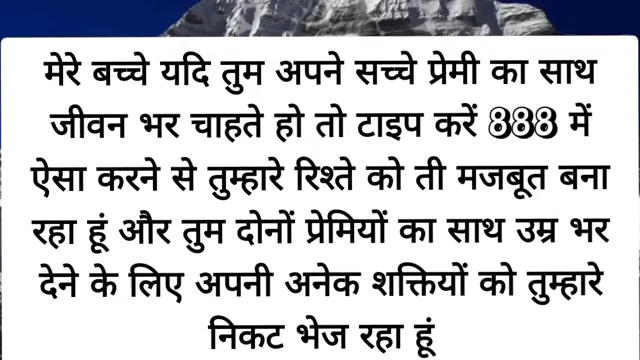 मेरे बच्चे यदि तुम अपने सच्चे प्रेमी का साथ
जीवन भर चाहते हो तो टाइप करें 888 में
ऐसा करने से तुम्हारे रिश्ते को ती मजबूत बना
रहा हूं और तुम दोनों प्रेमियों का साथ उम्र भर
देने के लिए अपनी अनेक शक्तियों को तुम्हारे
निकट भेज रहा हूं